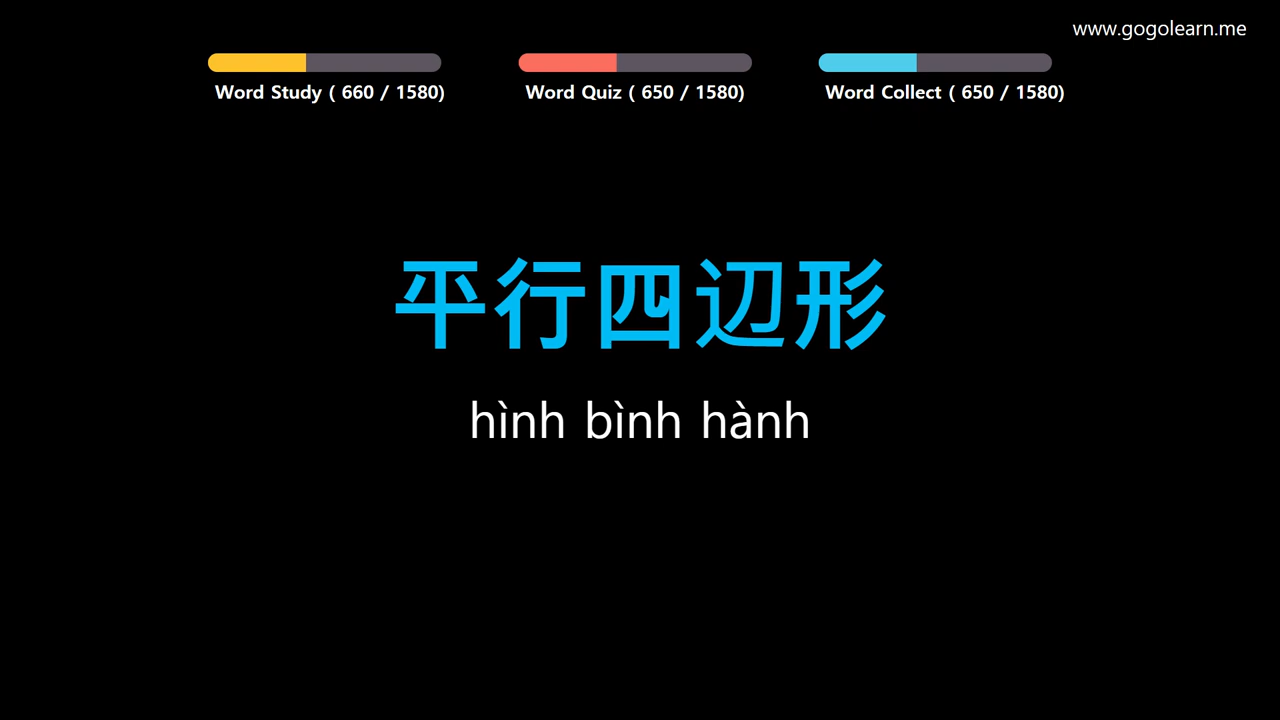 www.gogolearn.me
Word Study ( 660 / 1580)
Word Quiz ( 650 / 1580)
Word Collect ( 650 / 1580)
平行四边形
hình bình hành